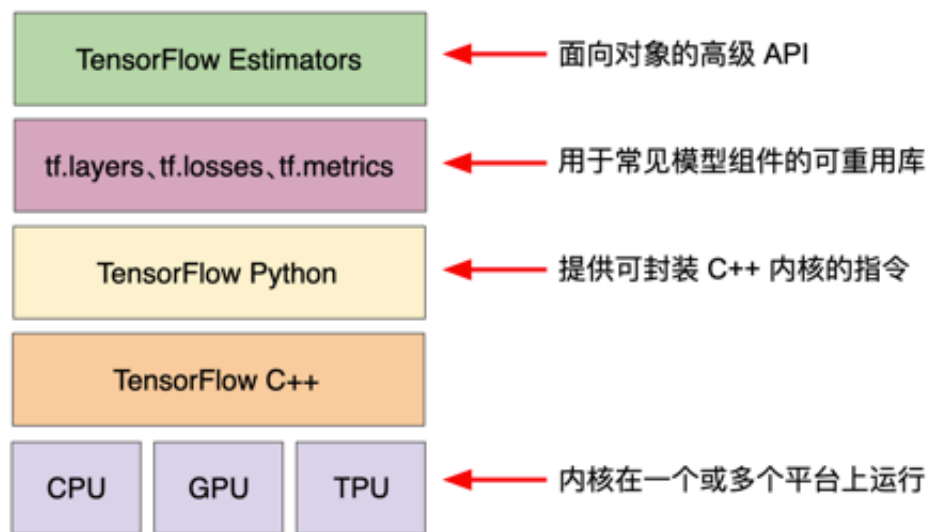 TensorFlow Estimators
面向对象的高级 API
tf.layers、tf.losses、tf.metrics
用于常见模型组件的可重用库
TensorFlow Python
提供可封装 C++ 内核的指令
TensorFlow C++
CPU
GPU
TPU
内核在一个或多个平台上运行